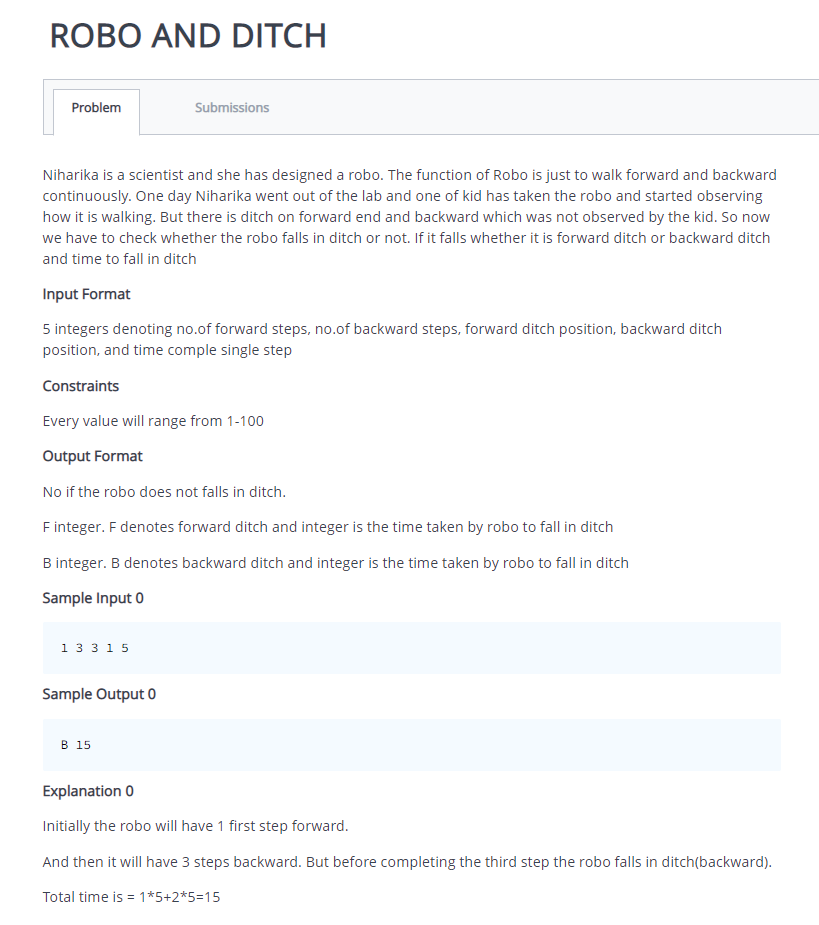 ROBO AND DITCH
Problem
Submissions
Niharika is a scientist and she has designed a robo. The function of Robo is just to walk forward and backward
continuously. One day Niharika went out of the lab and one of kid has taken the robo and started observing
how it is walking. But there is ditch on forward end and backward which was not observed by the kid. So now
we have to check whether the robo falls in ditch or not. If it falls whether it is forward ditch or backward ditch
and time to fall in ditch
Input Format
5 integers denoting no.of forward steps, no.of backward steps, forward ditch position, backward ditch
position, and time comple single step
Constraints
Every value will range from 1-100
Output Format
No if the robo does not falls in ditch.
F integer. F denotes forward ditch and integer is the time taken by robo to fall in ditch
B integer. B denotes backward ditch and integer is the time taken by robo to fall in ditch
Sample Input 0
1 3 3 1 5
Sample Output 0
B 15
Explanation 0
Initially the robo will have 1 first step forward.
And then it will have 3 steps backward. But before completing the third step the robo falls in ditch(backward).
Total time is = 1*5+2*5=15